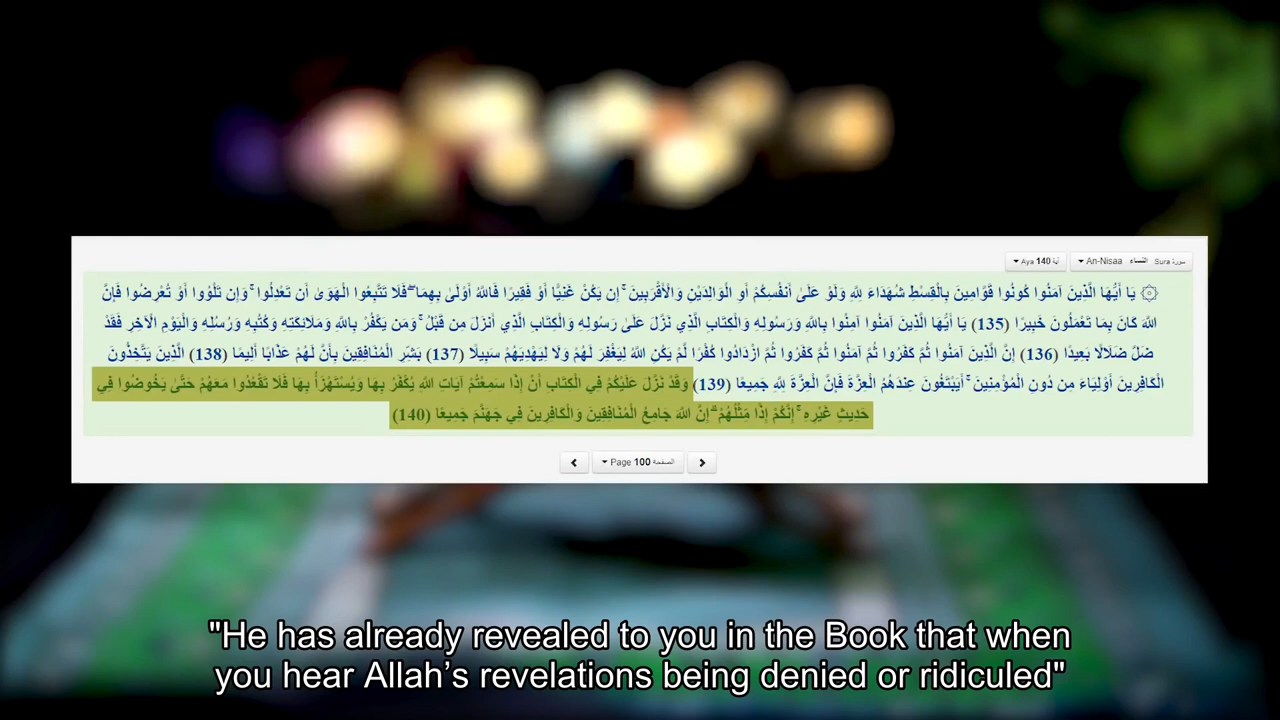 آية Aya 140 سورة Sura النساء An-Nisaa
۞ يَا أَيُّهَا الَّذِينَ آمَنُوا كُونُوا قَوَّامِينَ بِالْقِسْطِ شُهَدَاءَ لِلَّهِ وَلَوْ عَلَىٰ أَنفُسِكُمْ أَوِ الْوَالِدَيْنِ وَالْأَقْرَبِينَ ۚ إِن يَكُنْ غَنِيًّا أَوْ فَقِيرًا فَاللَّهُ أَوْلَىٰ بِهِمَا ۖ فَلَا تَتَّبِعُوا الْهَوَىٰ أَن تَعْدِلُوا ۚ وَإِن تَلْوُوا أَوْ تُعْرِضُوا فَإِنَّ
اللَّهَ كَانَ بِمَا تَعْمَلُونَ خَبِيرًا (135) يَا أَيُّهَا الَّذِينَ آمَنُوا آمِنُوا بِاللَّهِ وَرَسُولِهِ وَالْكِتَابِ الَّذِي نَزَّلَ عَلَىٰ رَسُولِهِ وَالْكِتَابِ الَّذِي أَنزَلَ مِن قَبْلُ ۚ وَمَن يَكْفُرْ بِاللَّهِ وَمَلَائِكَتِهِ وَكُتُبِهِ وَرُسُلِهِ وَالْيَوْمِ الْآخِرِ فَقَدْ
ضَلَّ ضَلَالًا بَعِيدًا (136) إِنَّ الَّذِينَ آمَنُوا ثُمَّ كَفَرُوا ثُمَّ آمَنُوا ثُمَّ كَفَرُوا ثُمَّ ازْدَادُوا كُفْرًا لَّمْ يَكُنِ اللَّهُ لِيَغْفِرَ لَهُمْ وَلَا لِيَهْدِيَهُمْ سَبِيلًا (137) بَشِّرِ الْمُنَافِقِينَ بِأَنَّ لَهُمْ عَذَابًا أَلِيمًا (138) الَّذِينَ يَتَّخِذُونَ
الْكَافِرِينَ أَوْلِيَاءَ مِن دُونِ الْمُؤْمِنِينَ ۚ أَيَبْتَغُونَ عِندَهُمُ الْعِزَّةَ فَإِنَّ الْعِزَّةَ لِلَّهِ جَمِيعًا (139) وَقَدْ نَزَّلَ عَلَيْكُمْ فِي الْكِتَابِ أَنْ إِذَا سَمِعْتُمْ آيَاتِ اللَّهِ يُكْفَرُ بِهَا وَيُسْتَهْزَأُ بِهَا فَلَا تَقْعُدُوا مَعَهُمْ حَتَّىٰ يَخُوضُوا فِي
حَدِيثٍ غَيْرِهِ ۚ إِنَّكُمْ إِذًا مِّثْلُهُمْ ۗ إِنَّ اللَّهَ جَامِعُ الْمُنَافِقِينَ وَالْكَافِرِينَ فِي جَهَنَّمَ جَمِيعًا (140)
Page 100 الصفحة
"He has already revealed to you in the Book that when
you hear Allah’s revelations being denied or ridiculed"